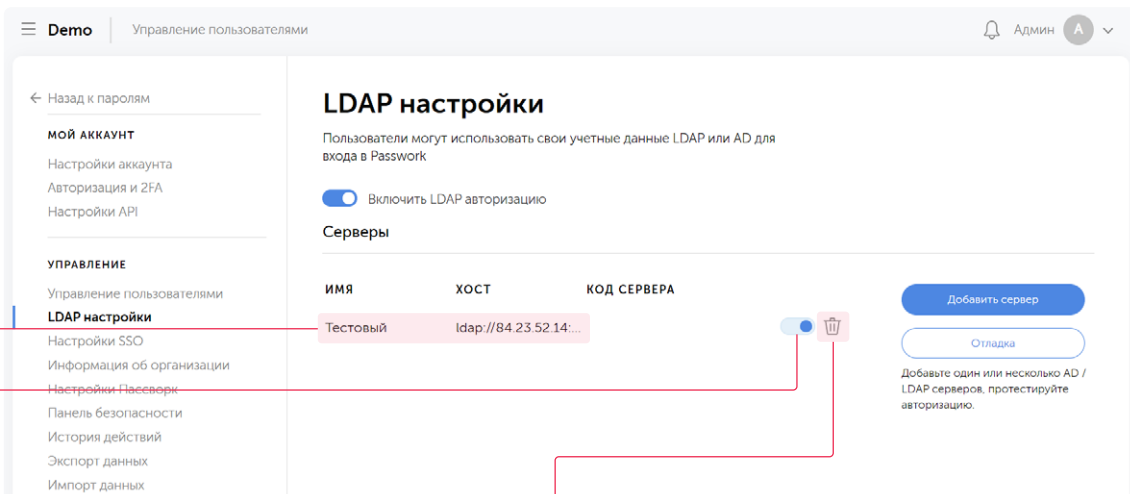 Demo
Управление пользователями
Админ
A
Назад к паролям
МОЙ АККАУНТ
Настройки аккаунта
Авторизация и 2FA
Настройки API
УПРАВЛЕНИЕ
Управление пользователями
LDAP настройки
Настройки SSO
Информация об организации
Настройки Пассворк
Панель безопасности
История действий
Экспорт данных
Импорт данных
LDAP настройки
Пользователи могут использовать свои учетные данные LDAP или AD для
входа в Passwork
Включить LDAP авторизацию
Серверы
ИМЯ ХОСТ КОД СЕРВЕРА
Тестовый ldap://84.23.52.14:...
Добавить сервер
Отладка
Добавьте один или несколько AD /
LDAP серверов, протестируйте
авторизацию.